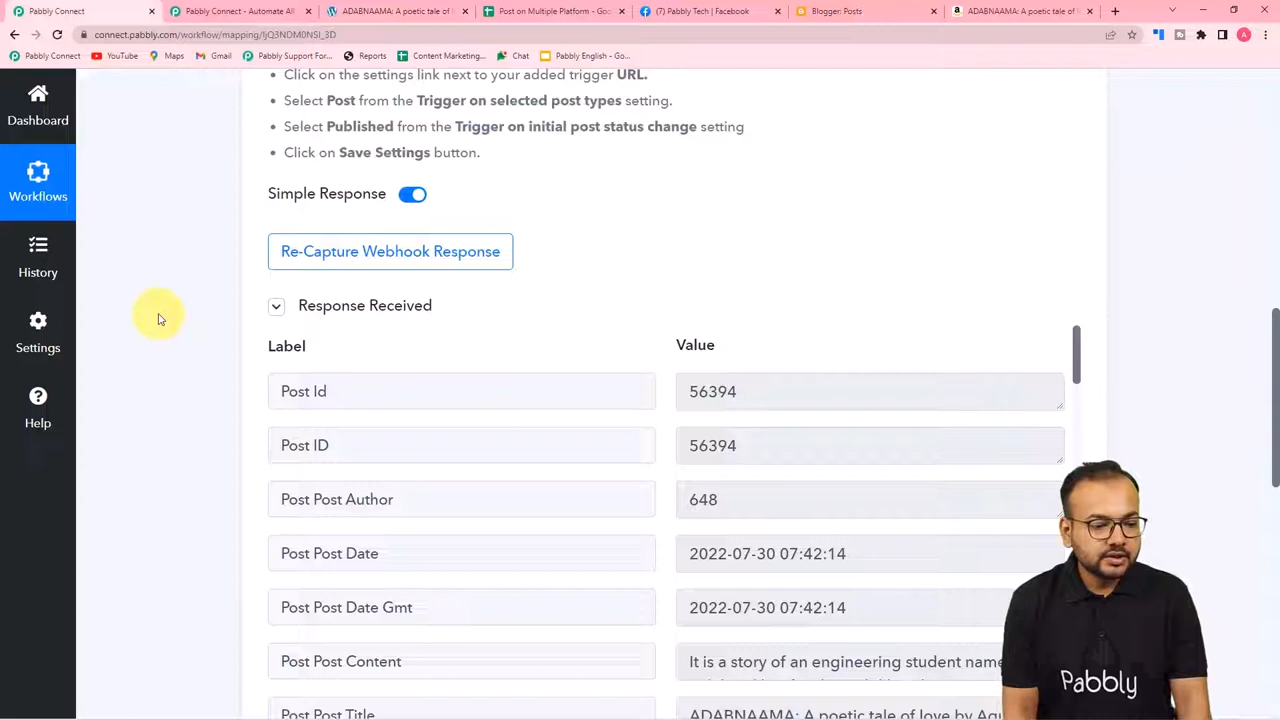 Pabbly Connect
Pabbly Connect - Automate All
ADABNAAMA: A poetic tale of l
Post on Multiple Platform - Goo
(7) Pabbly Tech | Facebook
Blogger: Posts
ADABNAAMA: A poetic tale of
connect.pabbly.com/workflow/mapping/IjQ3NDM0NSI_3D
A
Pabbly Connect
YouTube
Maps
Gmail
Pabbly Support For...
Reports
Content Marketing...
Chat
Pabbly English - Go...
Dashboard
Workflows
History
Settings
Help
• Click on the settings link next to your added trigger URL.
• Select Post from the Trigger on selected post types setting.
• Select Published from the Trigger on initial post status change setting
• Click on Save Settings button.
Simple Response
Re-Capture Webhook Response
Response Received
Label Value
Post Id 56394
Post ID 56394
Post Post Author 648
Post Post Date 2022-07-30 07:42:14
Post Post Date Gmt 2022-07-30 07:42:14
Post Post Content It is a story of an engineering student name
Post Post Title ADABNAAMA: A poetic tale of love by Agu
Pabbly